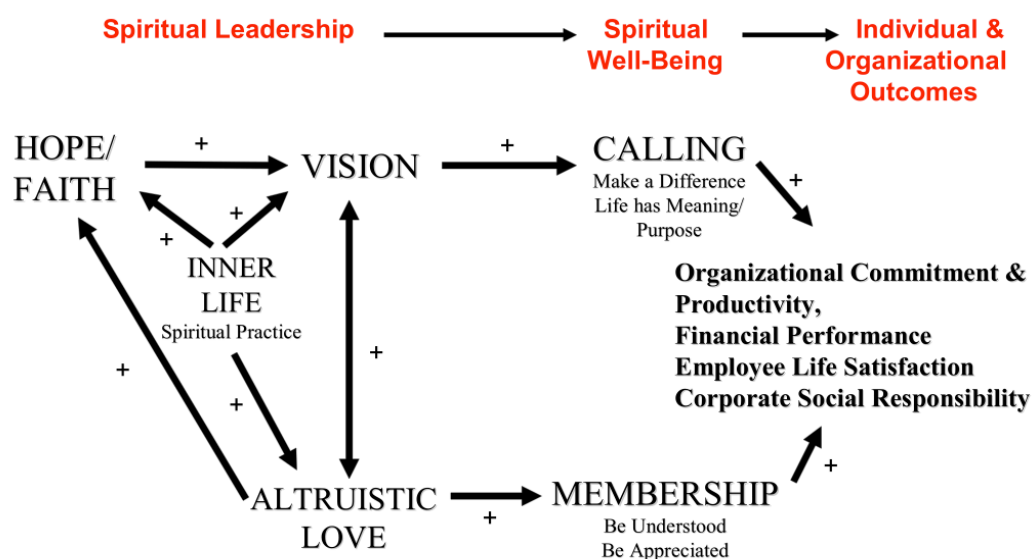 Spiritual Leadership
Spiritual
Well-Being
Individual &
Organizational
Outcomes
HOPE/
FAITH
+
VISION
+
CALLING
Make a Difference
Life has Meaning/
Purpose
+
+
+
INNER
LIFE
Spiritual Practice
Organizational Commitment &
Productivity,
Financial Performance
Employee Life Satisfaction
Corporate Social Responsibility
+
+
+
ALTRUISTIC
LOVE
+
MEMBERSHIP
Be Understood
Be Appreciated
+